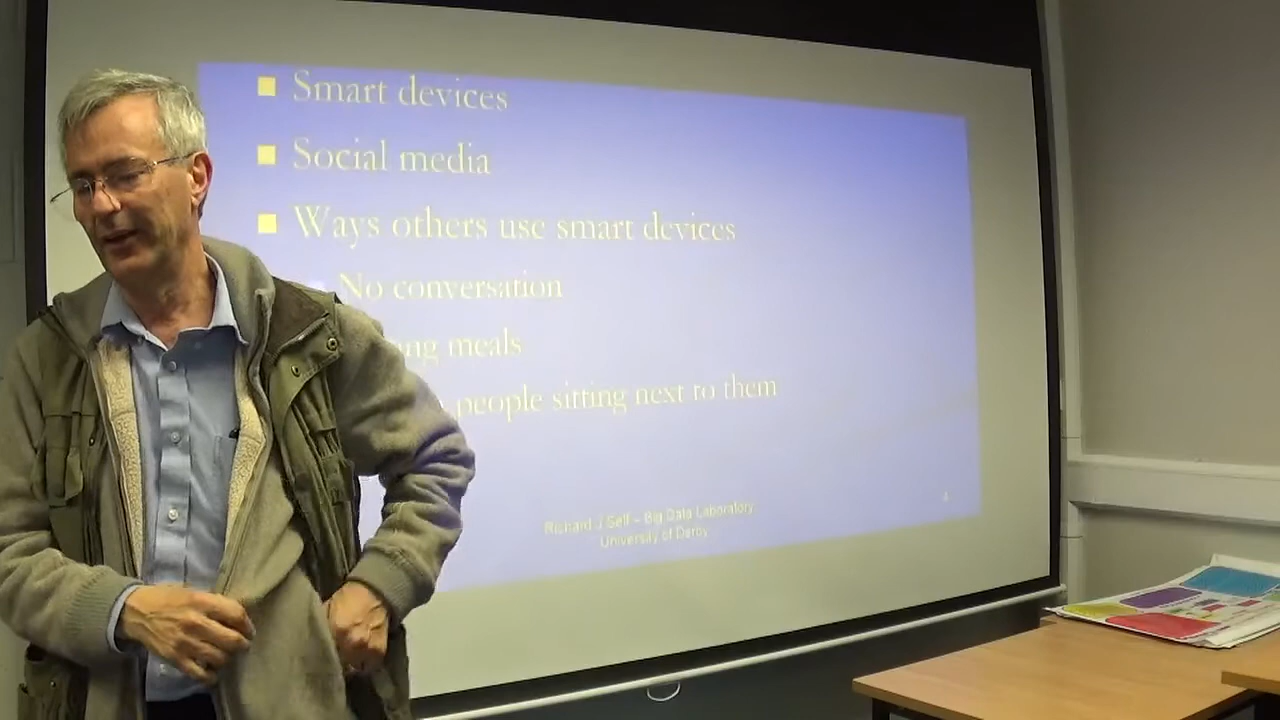 Smart devices
Social media
Ways others use smart devices
No conversation
meals
people sitting next to them
Richard J Self – Big Data Laboratory
University of Derby
4